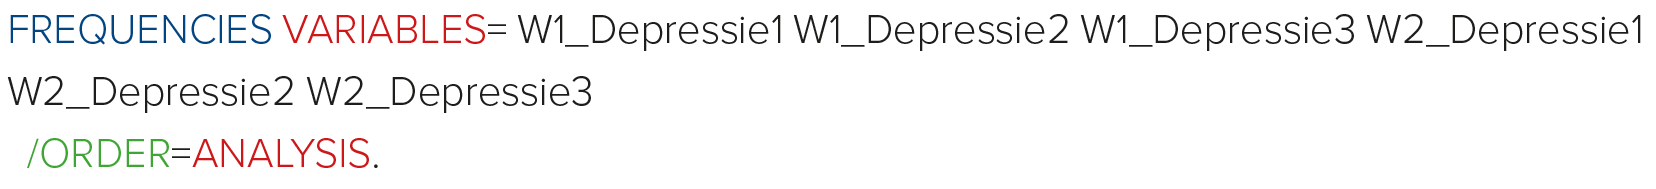 FREQUENCIES VARIABLES= W1_Depressie1 W1_Depressie2 W1_Depressie3 W2_Depressie1
W2_Depressie2 W2_Depressie3
/ORDER=ANALYSIS.